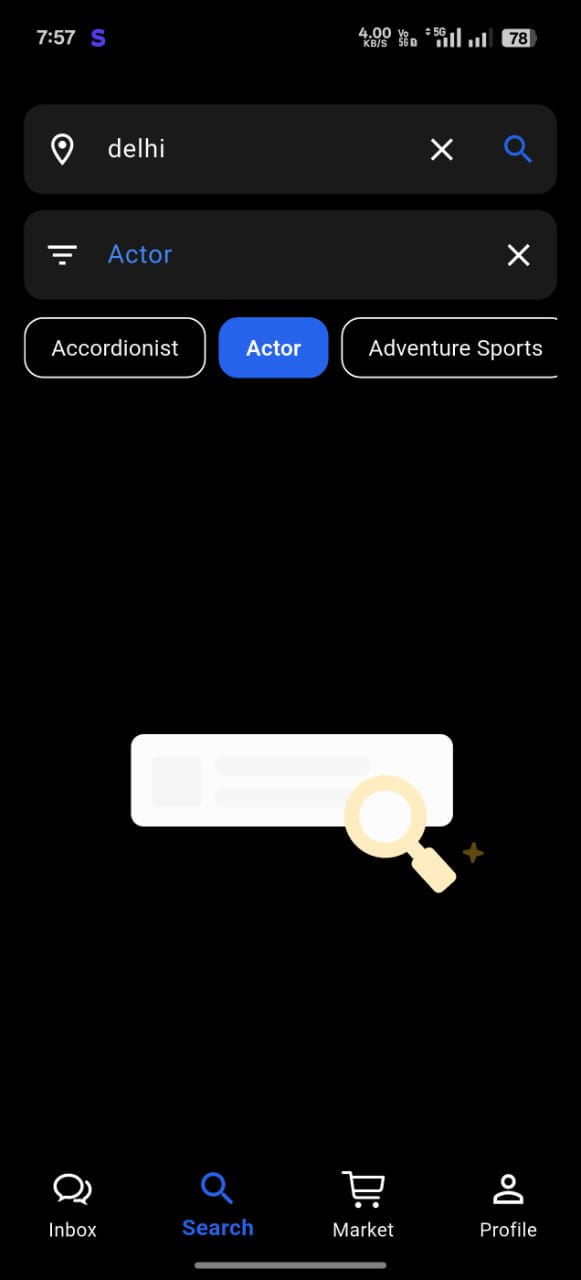 7:57 S 4.00 KB/S Vo 5G 5G 78
delhi
Actor
Accordionist Actor Adventure Sports
Inbox Search Market Profile